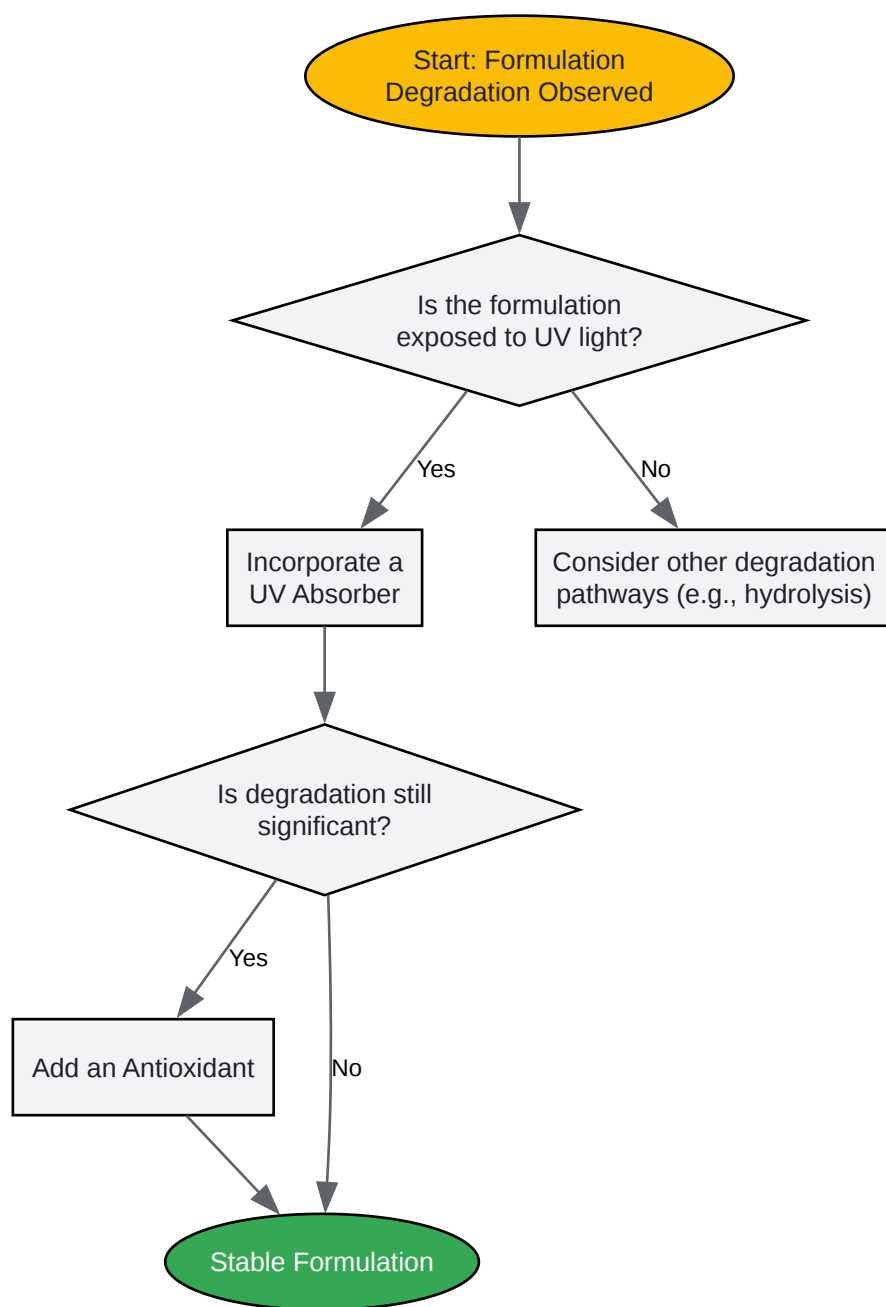 Start: Formulation
Degradation Observed
Is the formulation
exposed to UV light?
Yes
No
Incorporate a
UV Absorber
Consider other degradation
pathways (e.g., hydrolysis)
Is degradation still
significant?
Yes
Add an Antioxidant
No
Stable Formulation